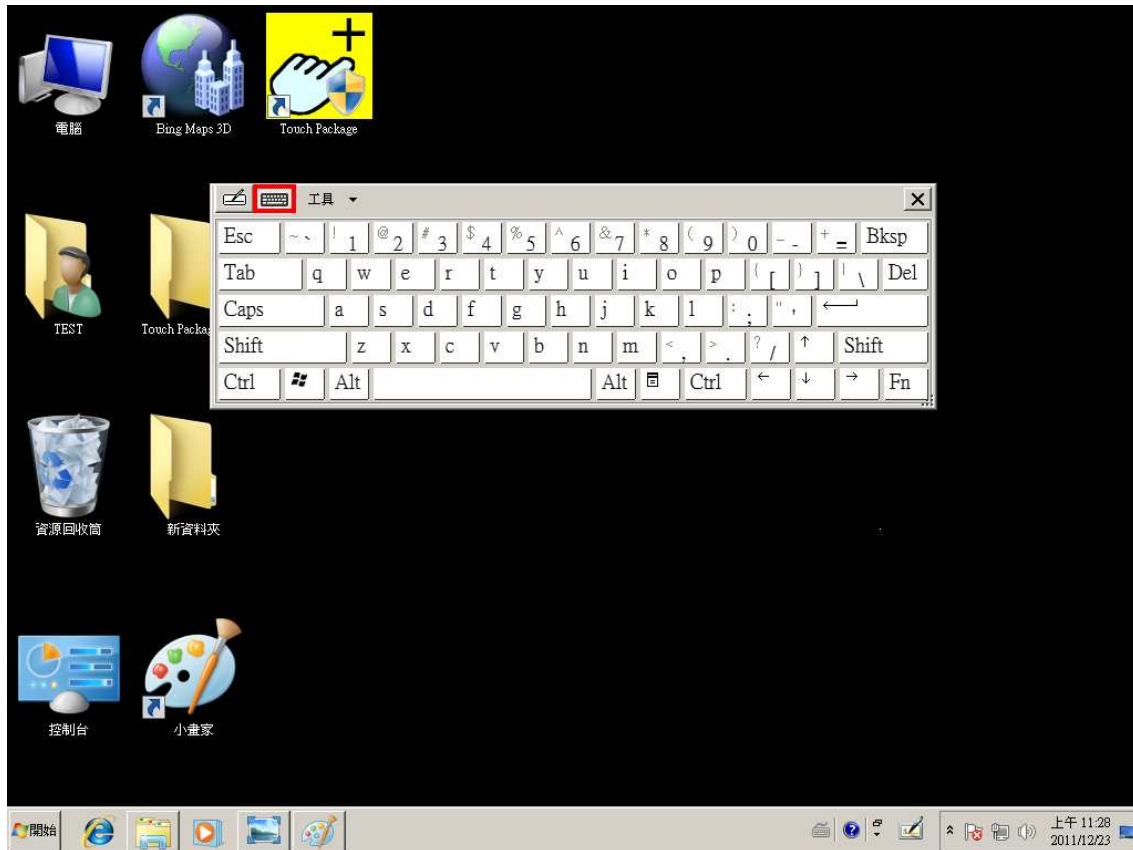 電腦
Bing Maps 3D
Touch Package
工具
Esc ~ ` ! 1 @ 2 # 3 $ 4 % 5 ^ 6 & 7 * 8 ( 9 ) 0 _ - + = Bksp
Tab q w e r t y u i o p { [ } ] | \ Del
Caps a s d f g h j k l : ; " '
Shift z x c v b n m < , > . ? / ↑ Shift
Ctrl Alt Alt Ctrl ← ↓ → Fn
TEST
Touch Packa
資源回收筒
新資料夾
控制台
小畫家
開始
上午 11:28
2011/12/23